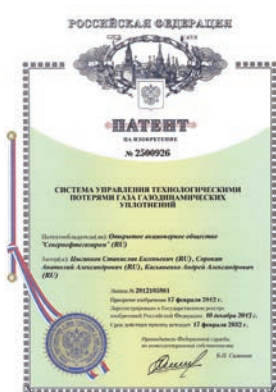 РОССИЙСКАЯ ФЕДЕРАЦИЯ
ПАТЕНТ
НА ИЗОБРЕТЕНИЕ
№ 2500926
СИСТЕМА УПРАВЛЕНИЯ ТЕХНОЛОГИЧЕСКИМИ
ПОТЕРЯМИ ГАЗА ГАЗОДИНАМИЧЕСКИХ
УПЛОТНЕНИЙ
Патентообладатель(ли): Открытое акционерное общество
"Севернефтегазпром" (RU)
Автор(ы): Станислав Евгеньевич (RU), Сорокин
Анатолий Александрович (RU), Касьяненко Андрей Александрович
(RU)
Заявка № 2012105861
Приоритет изобретения 17 февраля 2012 г.
Зарегистрировано в Государственном реестре
изобретений Российской Федерации 10 декабря 2013 г.
Срок действия патента истекает 17 февраля 2032 г.
Руководитель Федеральной службы
по интеллектуальной собственности
Б.П. Симонов